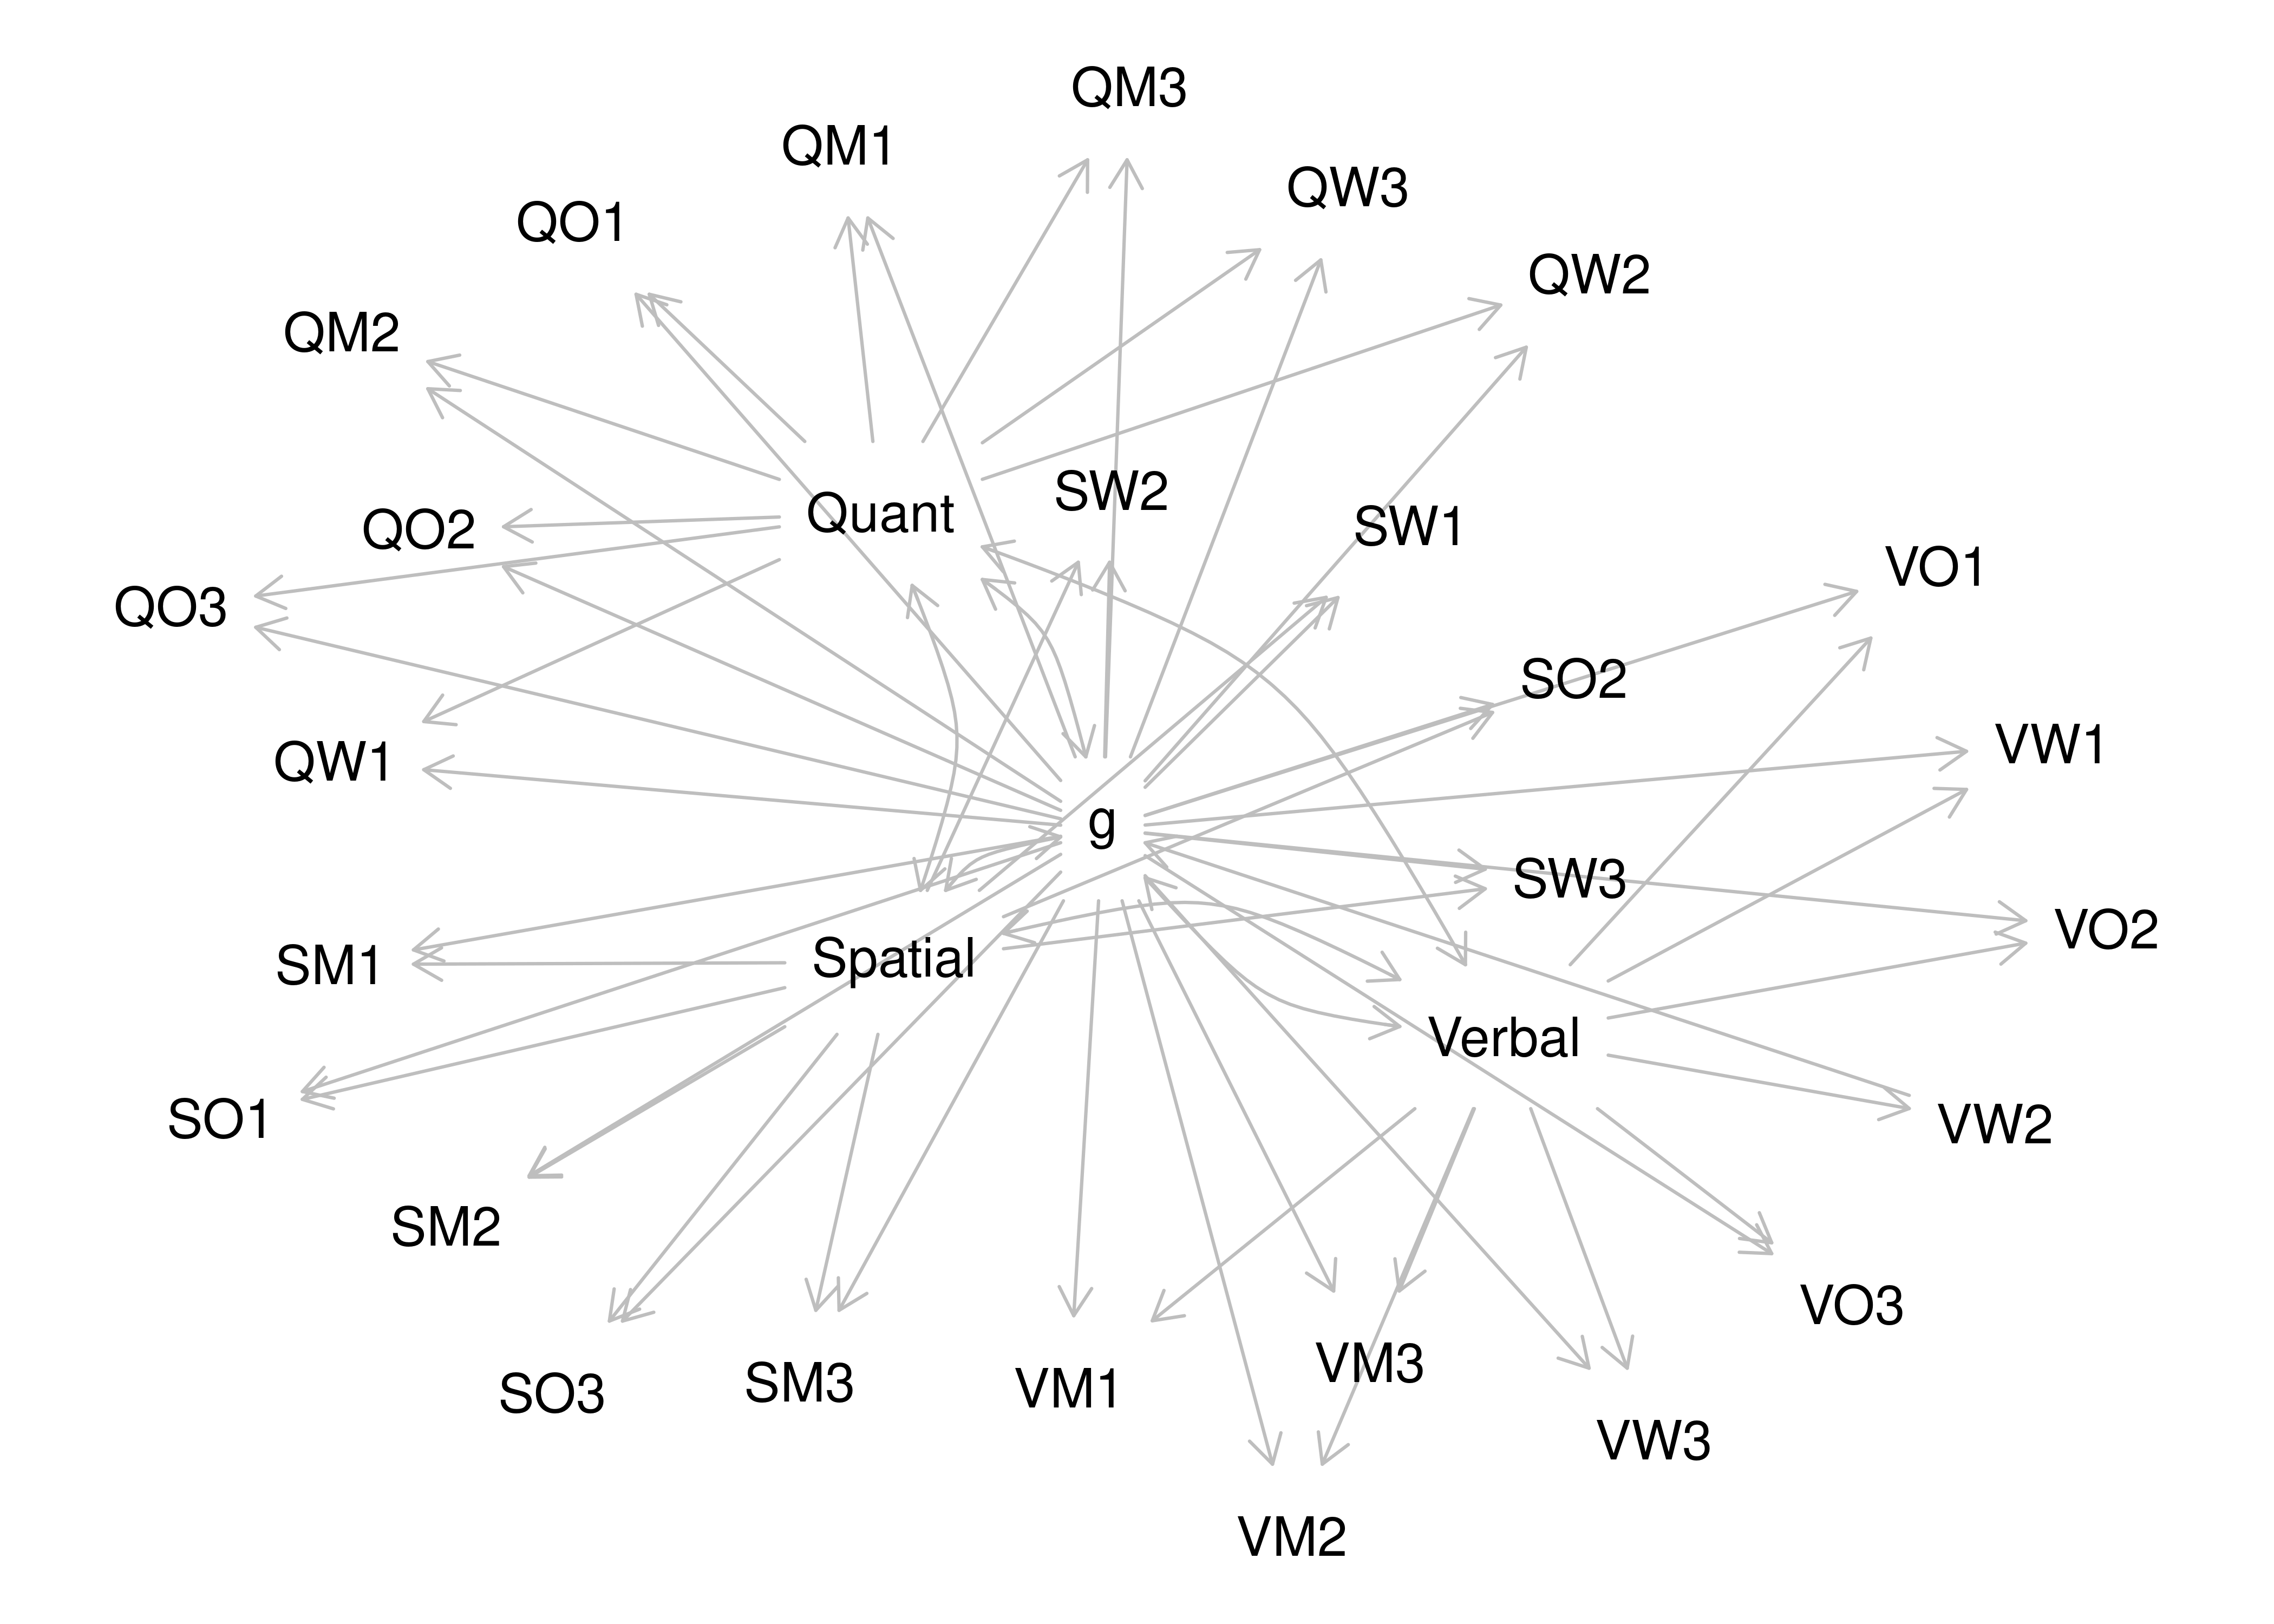 QM3
QM1
QW3
QO1
QW2
QM2
SW2
Quant
SW1
QO2
VO1
QO3
SO2
VW1
QW1
g
SW3
VO2
Spatial
SM1
Verbal
SO1
VW2
SM2
VO3
VM3
SM3
VM1
SO3
VW3
VM2